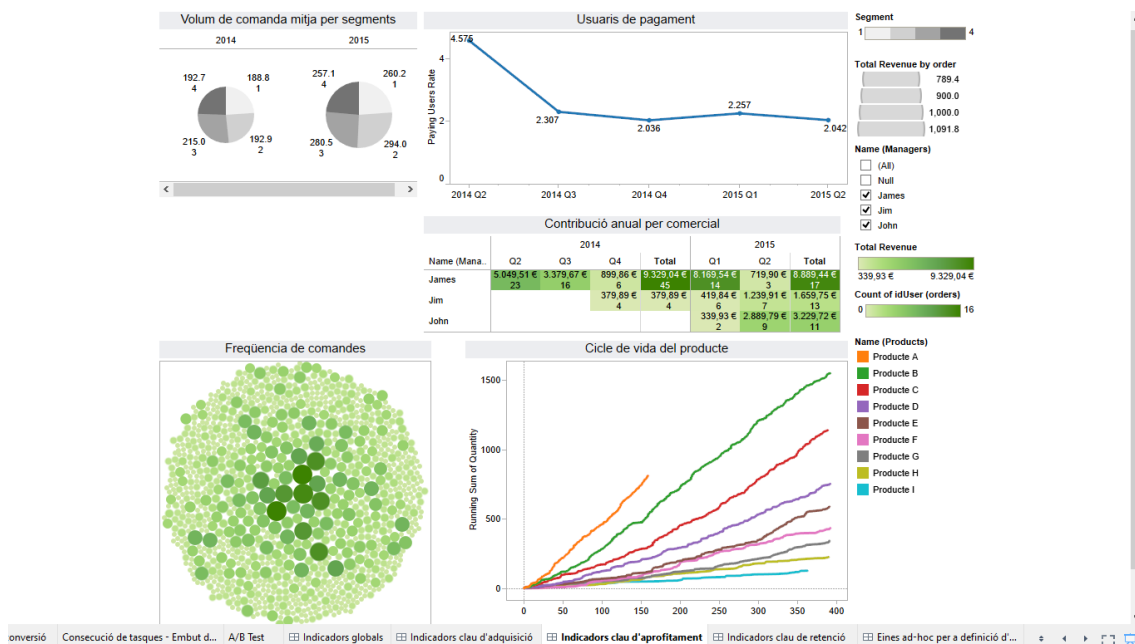 Volum de comanda mitja per segments
2014 2015
192.7
4
188.8
1
215.0
3
192.9
2
257.1
4
260.2
1
280.5
3
294.0
2
Usuaris de pagament
Paying Users Rate
4
2
0
4.575
2.307
2.036
2.257
2.042
2014 Q2 2014 Q3 2014 Q4 2015 Q1 2015 Q2
Segment
1 4
Total Revenue by order
789.4
900.0
1,000.0
1,091.8
Name (Managers)
(All)
Null
James
Jim
John
Total Revenue
339,93 € 9.329,04 €
Count of idUser (orders)
0 16
Contribució anual per comercial
2014 2015
Name (Mana.. Q2 Q3 Q4 Total Q1 Q2 Total
James 5.049,51 € 3.379,67 € 899,86 € 9.329,04 € 8.169,54 € 719,90 € 8.889,44 €
23 16 6 45 14 3 17
Jim 379,89 € 379,89 € 419,84 € 1.239,91 € 1.659,75 €
4 4 6 7 13
John 339,93 € 2.889,79 € 3.229,72 €
2 9 11
Freqüencia de comandes
Cicle de vida del producte
Running Sum of Quantity
1500
1000
500
0
0 50 100 150 200 250 300 350 400
Name (Products)
Producte A
Producte B
Producte C
Producte D
Producte E
Producte F
Producte G
Producte H
Producte I
onversió Consecució de tasques - Embut d... A/B Test Indicadors globals Indicadors clau d'adquisició Indicadors clau d'aprofitament Indicadors clau de retenció Eines ad-hoc per a definició d'...